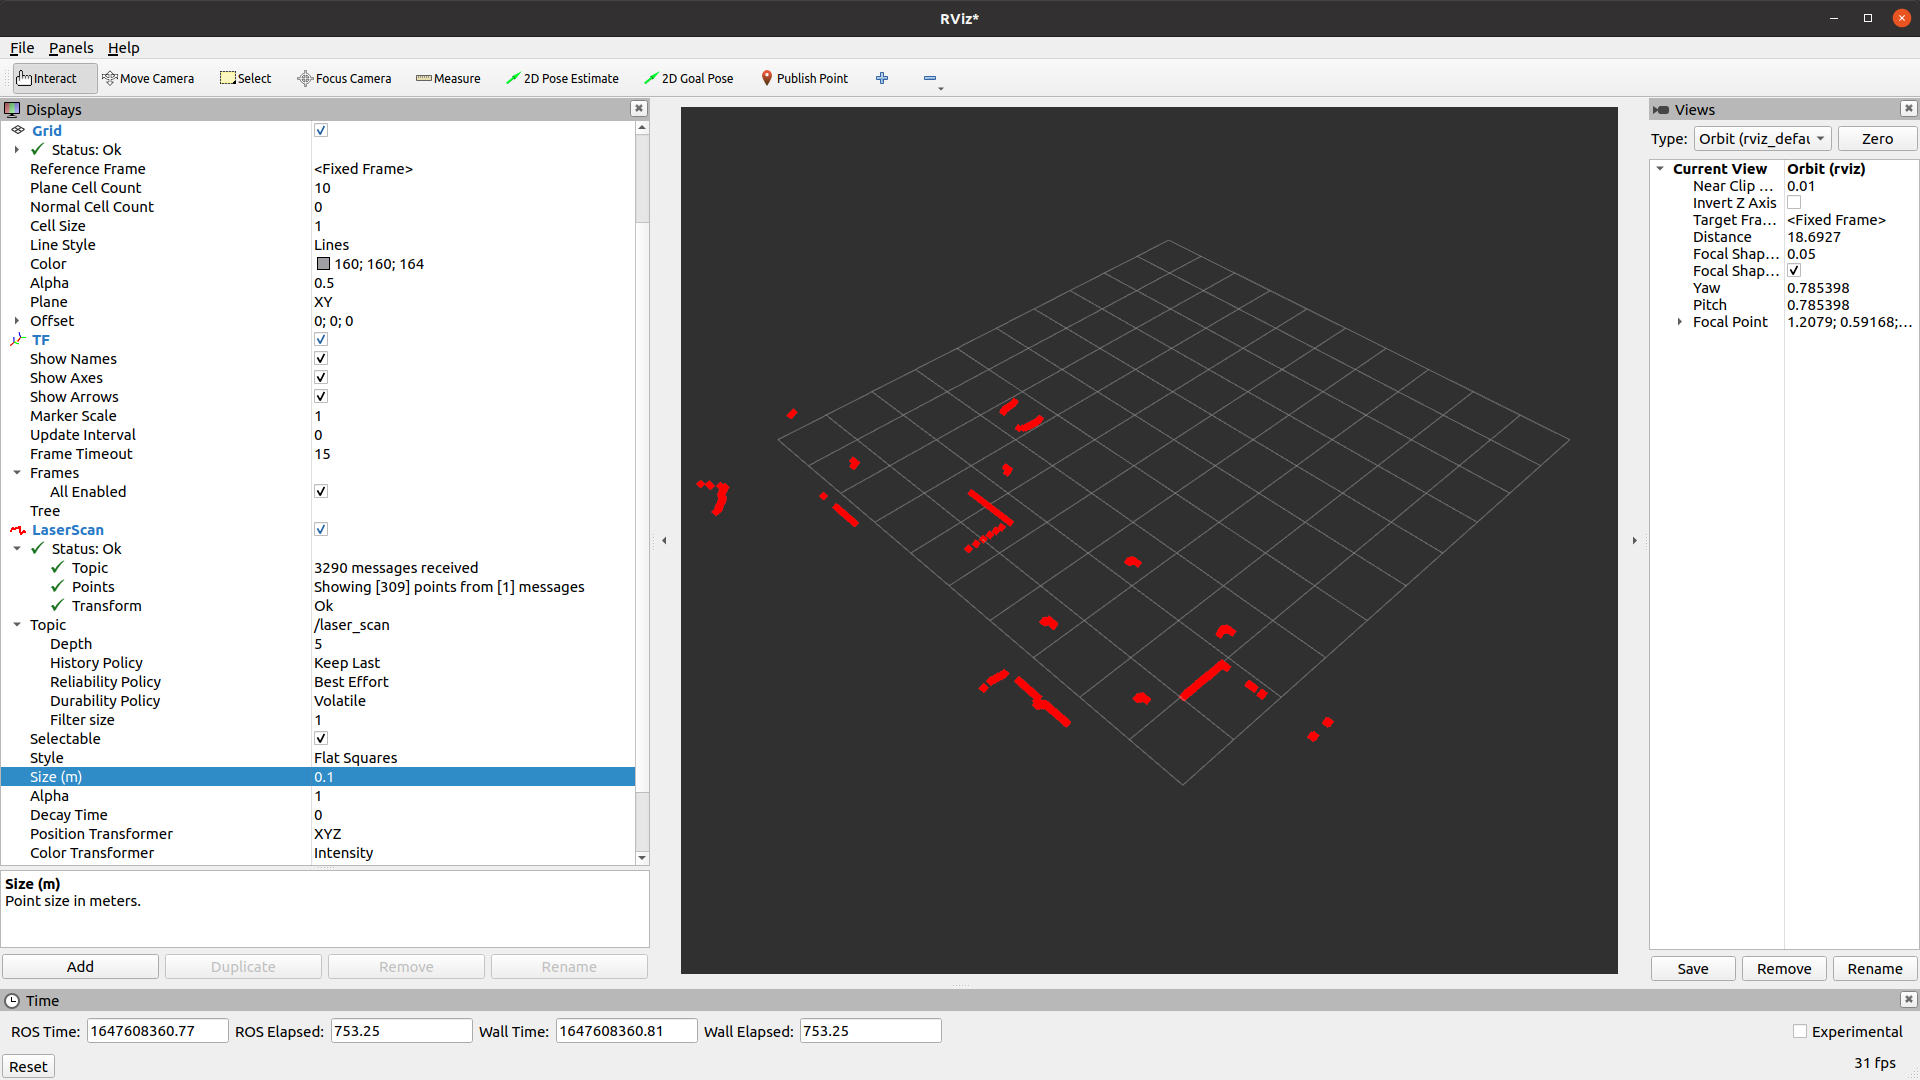 RViz*
File Panels Help
Interact Move Camera Select Focus Camera Measure 2D Pose Estimate 2D Goal Pose Publish Point
Displays
Grid
Status: Ok
Reference Frame <Fixed Frame>
Plane Cell Count 10
Normal Cell Count 0
Cell Size 1
Line Style Lines
Color 160; 160; 164
Alpha 0.5
Plane XY
Offset 0; 0; 0
TF
Show Names
Show Axes
Show Arrows
Marker Scale 1
Update Interval 0
Frame Timeout 15
Frames
All Enabled
Tree
LaserScan
Status: Ok
Topic 3290 messages received
Points Showing [309] points from [1] messages
Transform Ok
Topic /laser_scan
Depth 5
History Policy Keep Last
Reliability Policy Best Effort
Durability Policy Volatile
Filter size 1
Selectable
Style Flat Squares
Size (m) 0.1
Alpha 1
Decay Time 0
Position Transformer XYZ
Color Transformer Intensity
Size (m)
Point size in meters.
Add Duplicate Remove Rename
Views
Type: Orbit (rviz_defau Zero
Current View Orbit (rviz)
Near Clip ... 0.01
Invert Z Axis
Target Fra... <Fixed Frame>
Distance 18.6927
Focal Shap... 0.05
Focal Shap...
Yaw 0.785398
Pitch 0.785398
Focal Point 1.2079; 0.59168;...
Save Remove Rename
Time
ROS Time: 1647608360.77 ROS Elapsed: 753.25 Wall Time: 1647608360.81 Wall Elapsed: 753.25 Experimental
Reset 31 fps